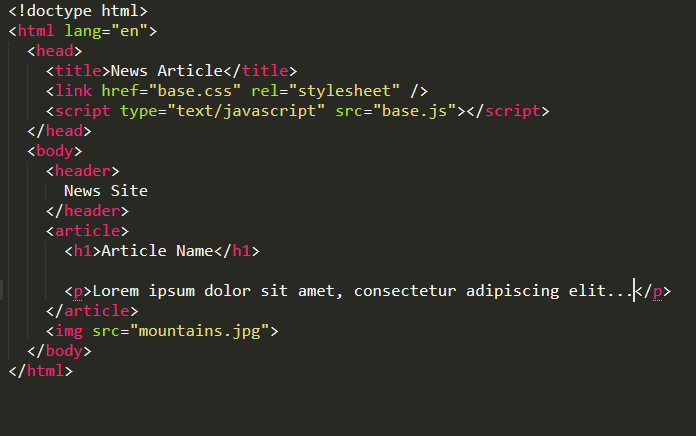 <!doctype html>
<html lang="en">
<head>
<title>News Article</title>
<link href="base.css" rel="stylesheet" />
<script type="text/javascript" src="base.js"></script>
</head>
<body>
<header>
News Site
</header>
<article>
<h1>Article Name</h1>
<p>Lorem ipsum dolor sit amet, consectetur adipiscing elit...</p>
</article>
<img src="mountains.jpg">
</body>
</html>